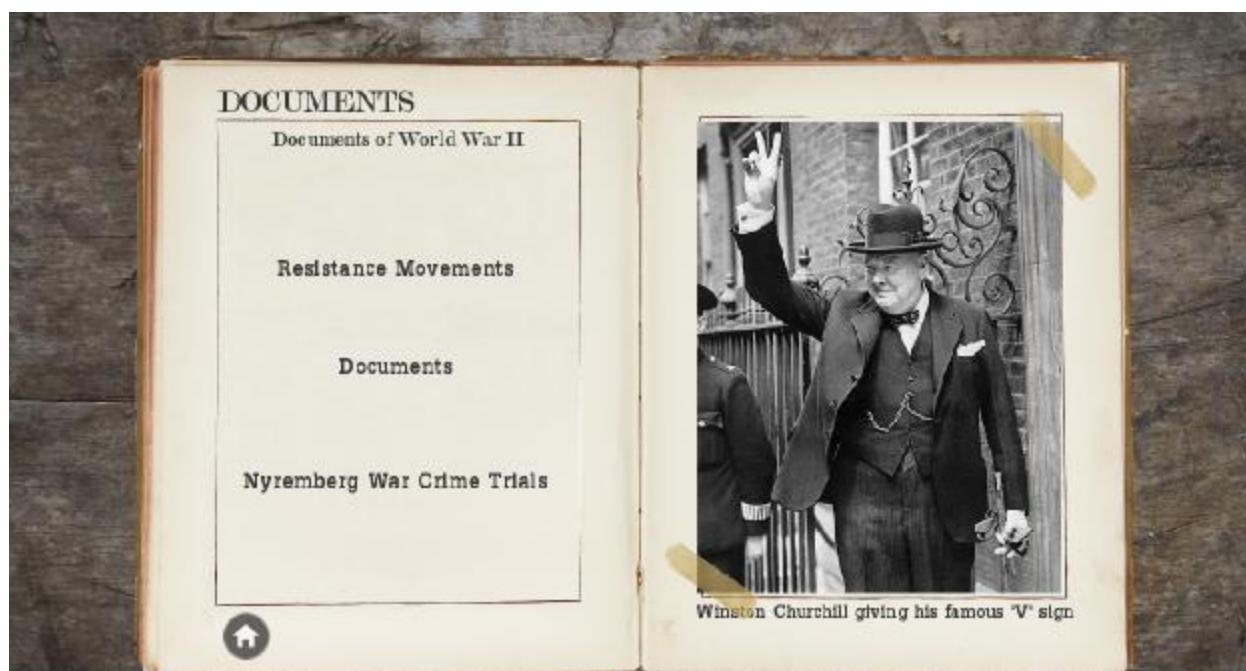 DOCUMENTS
Documents of World War II
Resistance Movements
Documents
Nyremberg War Crime Trials
Winston Churchill giving his famous "V" sign